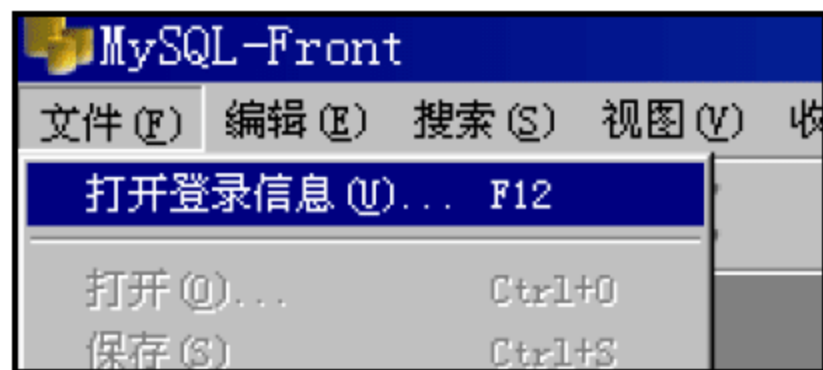 MySQL-Front
文件(F) 编辑(E) 搜索(S) 视图(V) 收
打开登录信息(U)... F12
打开(O)... Ctrl+O
保存(S) Ctrl+S